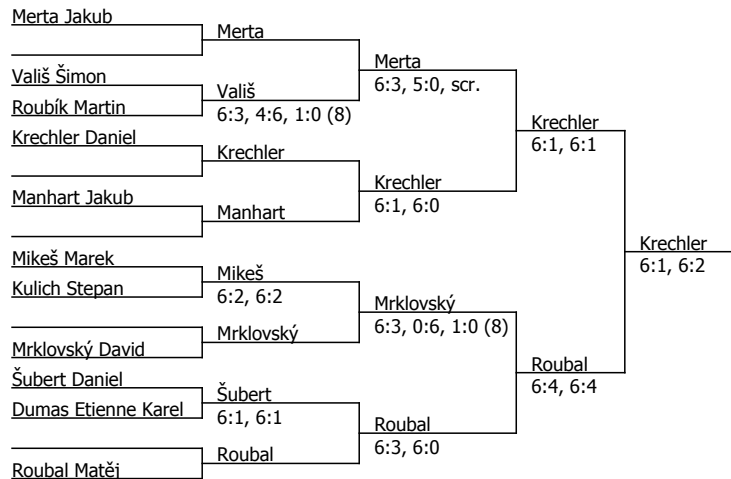 Merta Jakub
Merta
Merta
6:3, 5:0, scr.
Vališ Šimon
Vališ
6:3, 4:6, 1:0 (8)
Roubík Martin
Krechler
6:1, 6:1
Krechler Daniel
Krechler
Krechler
6:1, 6:0
Manhart Jakub
Manhart
Krechler
6:1, 6:2
Mikeš Marek
Mikeš
6:2, 6:2
Kulich Stepan
Mrklovský
6:3, 0:6, 1:0 (8)
Mrklovský
Mrklovský David
Roubal
6:4, 6:4
Šubert Daniel
Šubert
6:1, 6:1
Dumas Etienne Karel
Roubal
6:3, 6:0
Roubal
Roubal Matěj